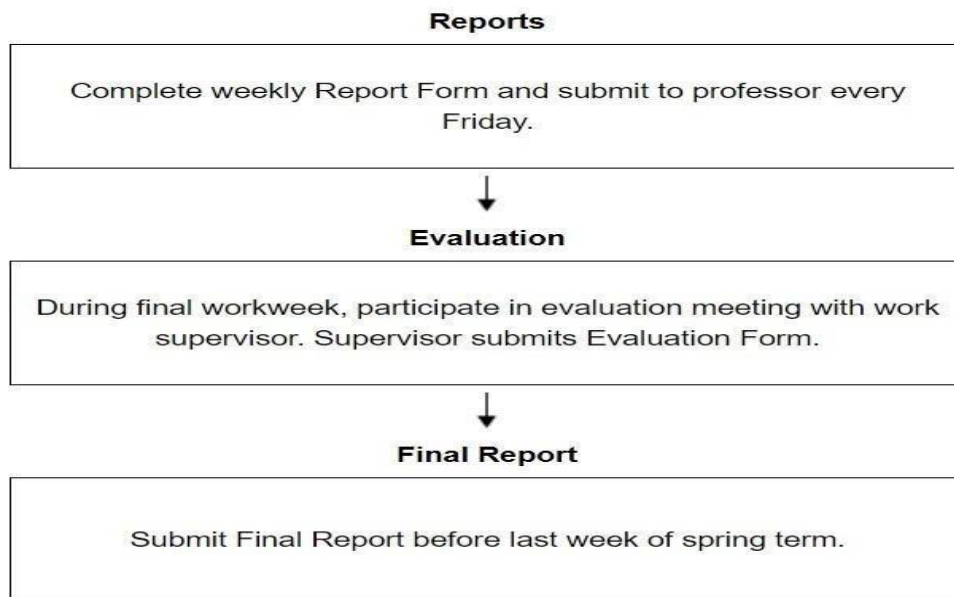 Reports
Complete weekly Report Form and submit to professor every
Friday.
Evaluation
During final workweek, participate in evaluation meeting with work
supervisor. Supervisor submits Evaluation Form.
Final Report
Submit Final Report before last week of spring term.